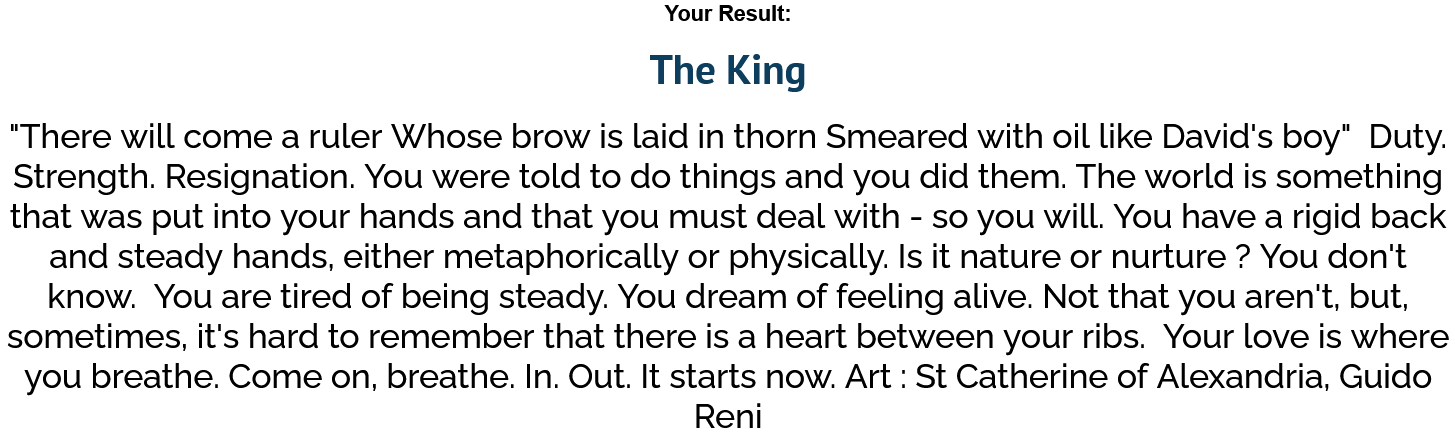 Your Result:
The King
"There will come a ruler Whose brow is laid in thorn Smeared with oil like David's boy"  Duty.
Strength. Resignation. You were told to do things and you did them. The world is something
that was put into your hands and that you must deal with - so you will. You have a rigid back
and steady hands, either metaphorically or physically. Is it nature or nurture ? You don't
know.  You are tired of being steady. You dream of feeling alive. Not that you aren't, but,
sometimes, it's hard to remember that there is a heart between your ribs.  Your love is where
you breathe. Come on, breathe. In. Out. It starts now. Art : St Catherine of Alexandria, Guido
Reni